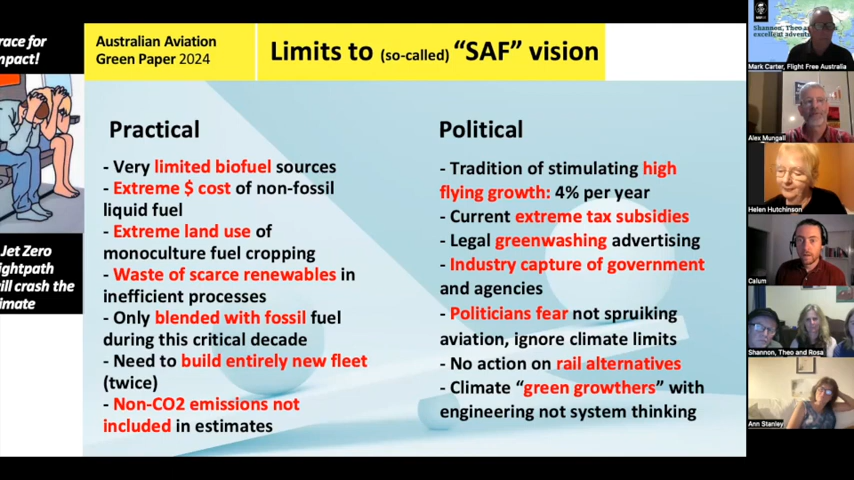 race for
mpact!
Jet Zero
ightpath
ill crash the
imate
Australian Aviation
Green Paper 2024
Limits to (so-called) “SAF” vision
Practical
- Very limited biofuel sources
- Extreme $ cost of non-fossil
liquid fuel
- Extreme land use of
monoculture fuel cropping
- Waste of scarce renewables in
inefficient processes
- Only blended with fossil fuel
during this critical decade
- Need to build entirely new fleet
(twice)
- Non-CO2 emissions not
included in estimates
Political
- Tradition of stimulating high
flying growth: 4% per year
- Current extreme tax subsidies
- Legal greenwashing advertising
- Industry capture of government
and agencies
- Politicians fear not spruiking
aviation, ignore climate limits
- No action on rail alternatives
- Climate “green growthers” with
engineering not system thinking
Shannon, Theo
excellent advent
Mark Carter, Flight Free Australia
Alex Mungall
Helen Hutchinson
Calum
Shannon, Theo and Rosa
Ann Stanley